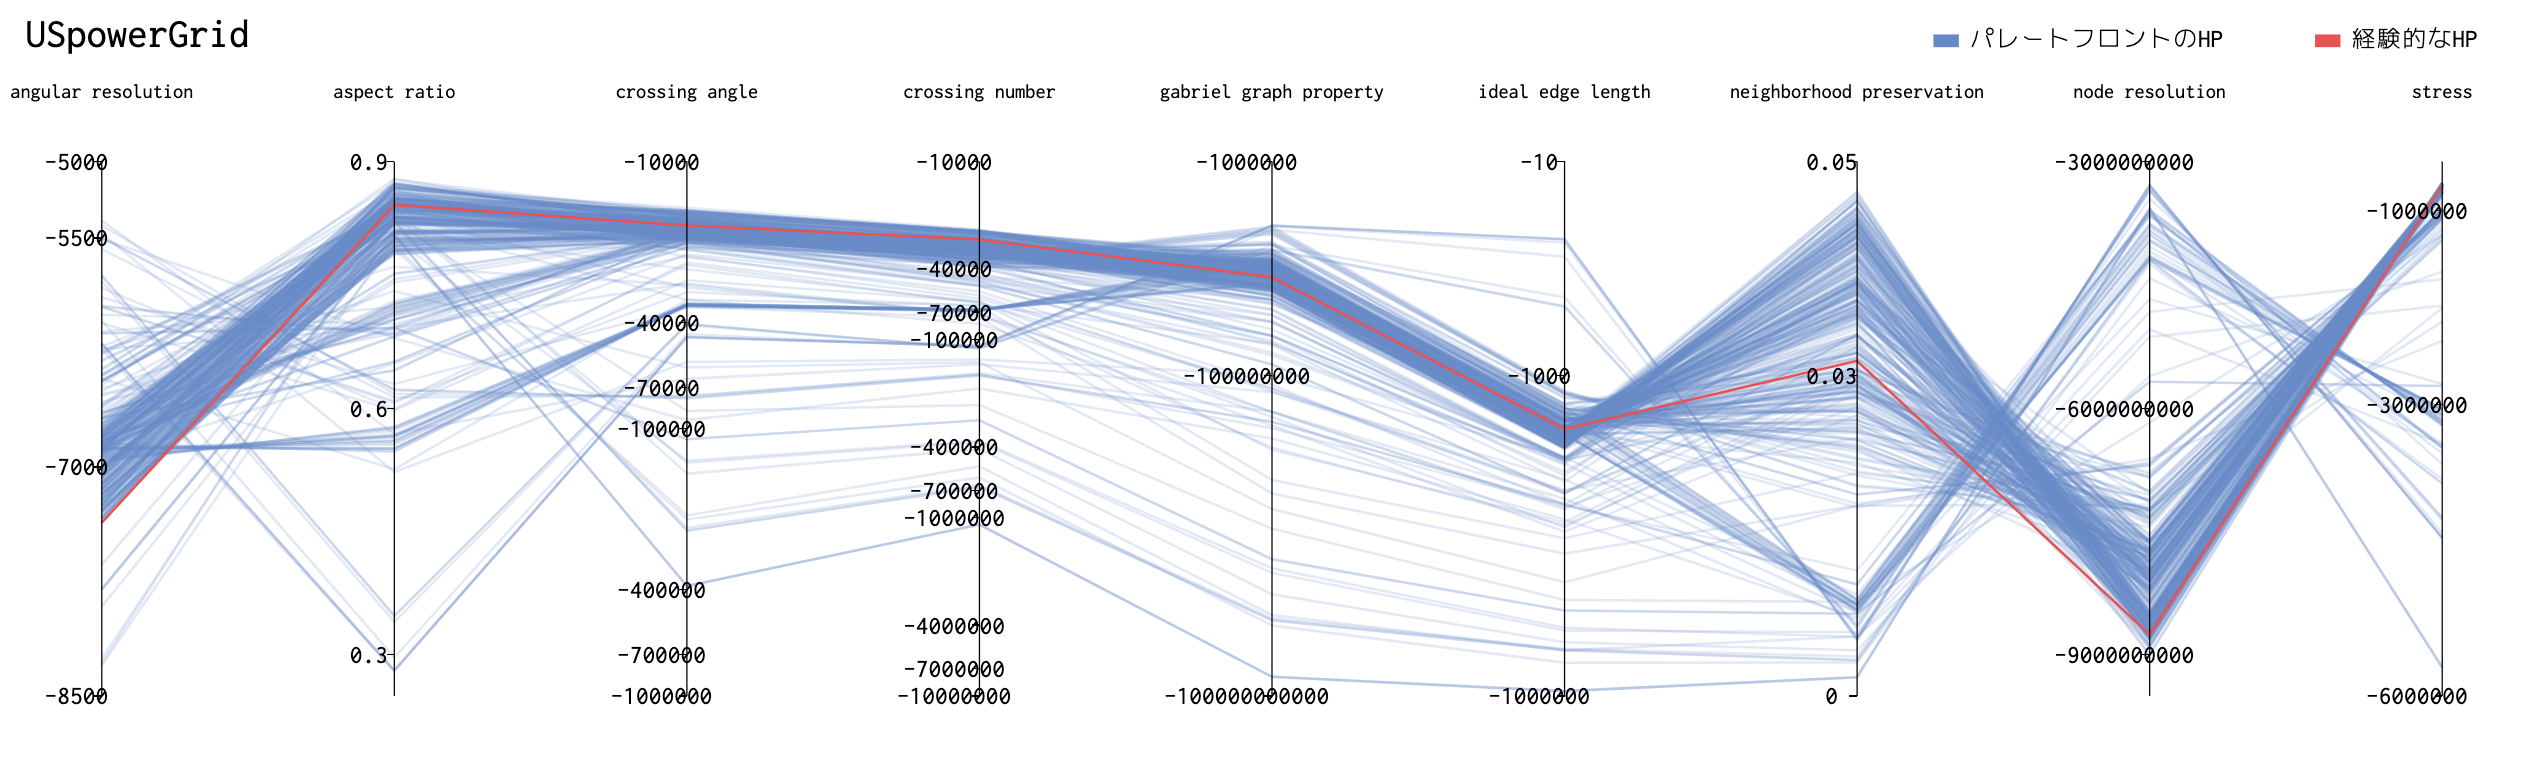 USpowerGrid
パレートフロントのHP 経験的なHP
angular resolution aspect ratio crossing angle crossing number gabriel graph property ideal edge length neighborhood preservation node resolution stress
-5000 0.9 -10000 -10000 -1000000 -10 0.05 -3000000000
-1000000
-5500
-40000
-70000
-40000
-100000
-100000000 -1000 0.03
-70000
-3000000
0.6 -6000000000
-100000
-400000
-7000
-700000
-1000000
-400000
-4000000
0.3 -700000 -9000000000
-7000000
-8500 -1000000 -10000000 -100000000000 -1000000 0 -6000000